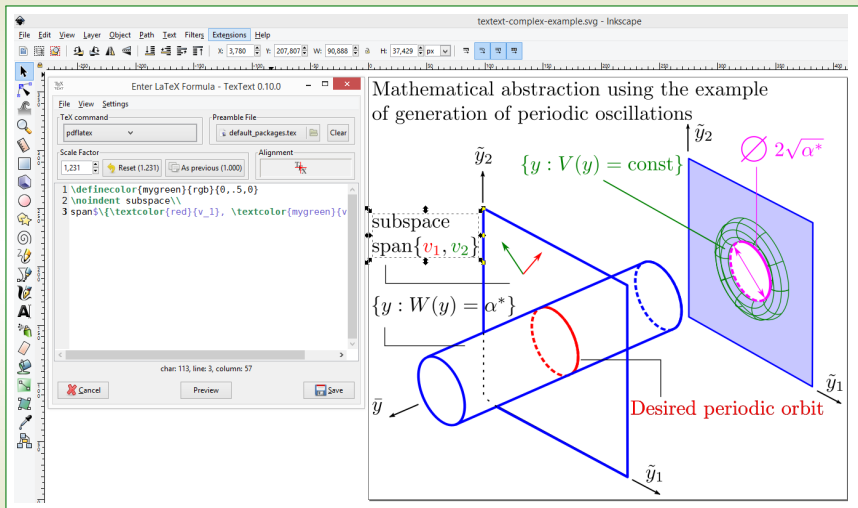 textext-complex-example.svg - Inkscape
File Edit View Layer Object Path Text Filters Extensions Help
X: 3,780 Y: 207,807 W: 90,888 H: 37,429 px
Enter LaTeX Formula - TexText 0.10.0
File View Settings
TeX command
Preamble File
pdflatex
default_packages.tex
Clear
Scale Factor
Alignment
1,231
Reset (1.231)
As previous (1.000)
1 \definecolor{mygreen}{rgb}{0,.5,0}
2 \noindent subspace\\
3 span$\{\textcolor{red}{v_1}, \textcolor{mygreen}{v
char: 113, line: 3, column: 57
Cancel
Preview
Save
Mathematical abstraction using the example
of generation of periodic oscillations
ỹ₂
ỹ₂
{y : V(y) = const}
∅ 2√α*
subspace
span{v₁, v₂}
{y : W(y) = α*}
ȳ
Desired periodic orbit
ỹ₁
ỹ₁